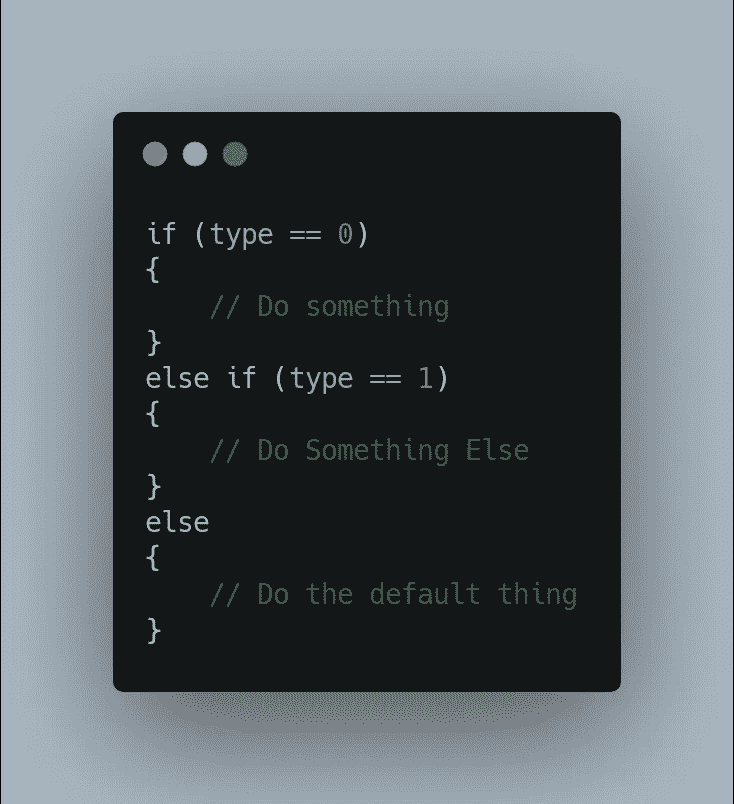 if (type == 0)
{
    // Do something
}
else if (type == 1)
{
    // Do Something Else
}
else
{
    // Do the default thing
}